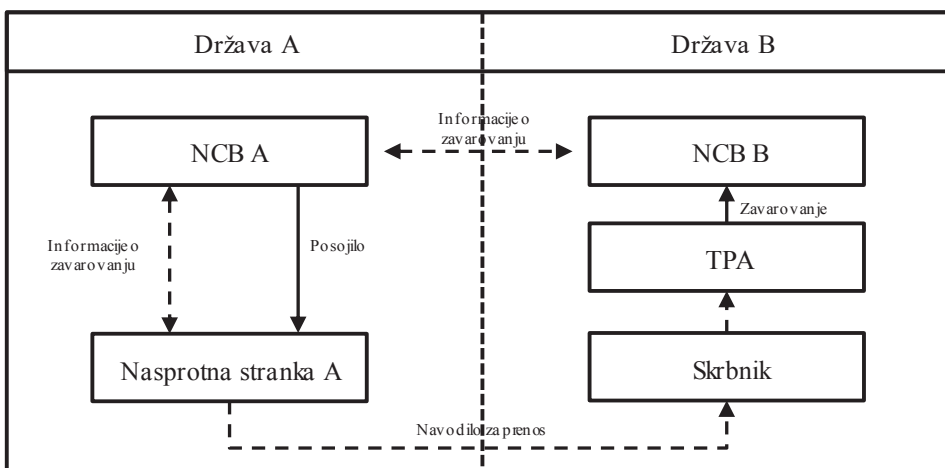 Država A
Država B
NCB A
Informacije o
zavarovanju
NCB B
Zavarovanje
Informacije o
zavarovanju
Posojilo
TPA
Nasprotna stranka A
Skrbnik
Navodilo za prenos